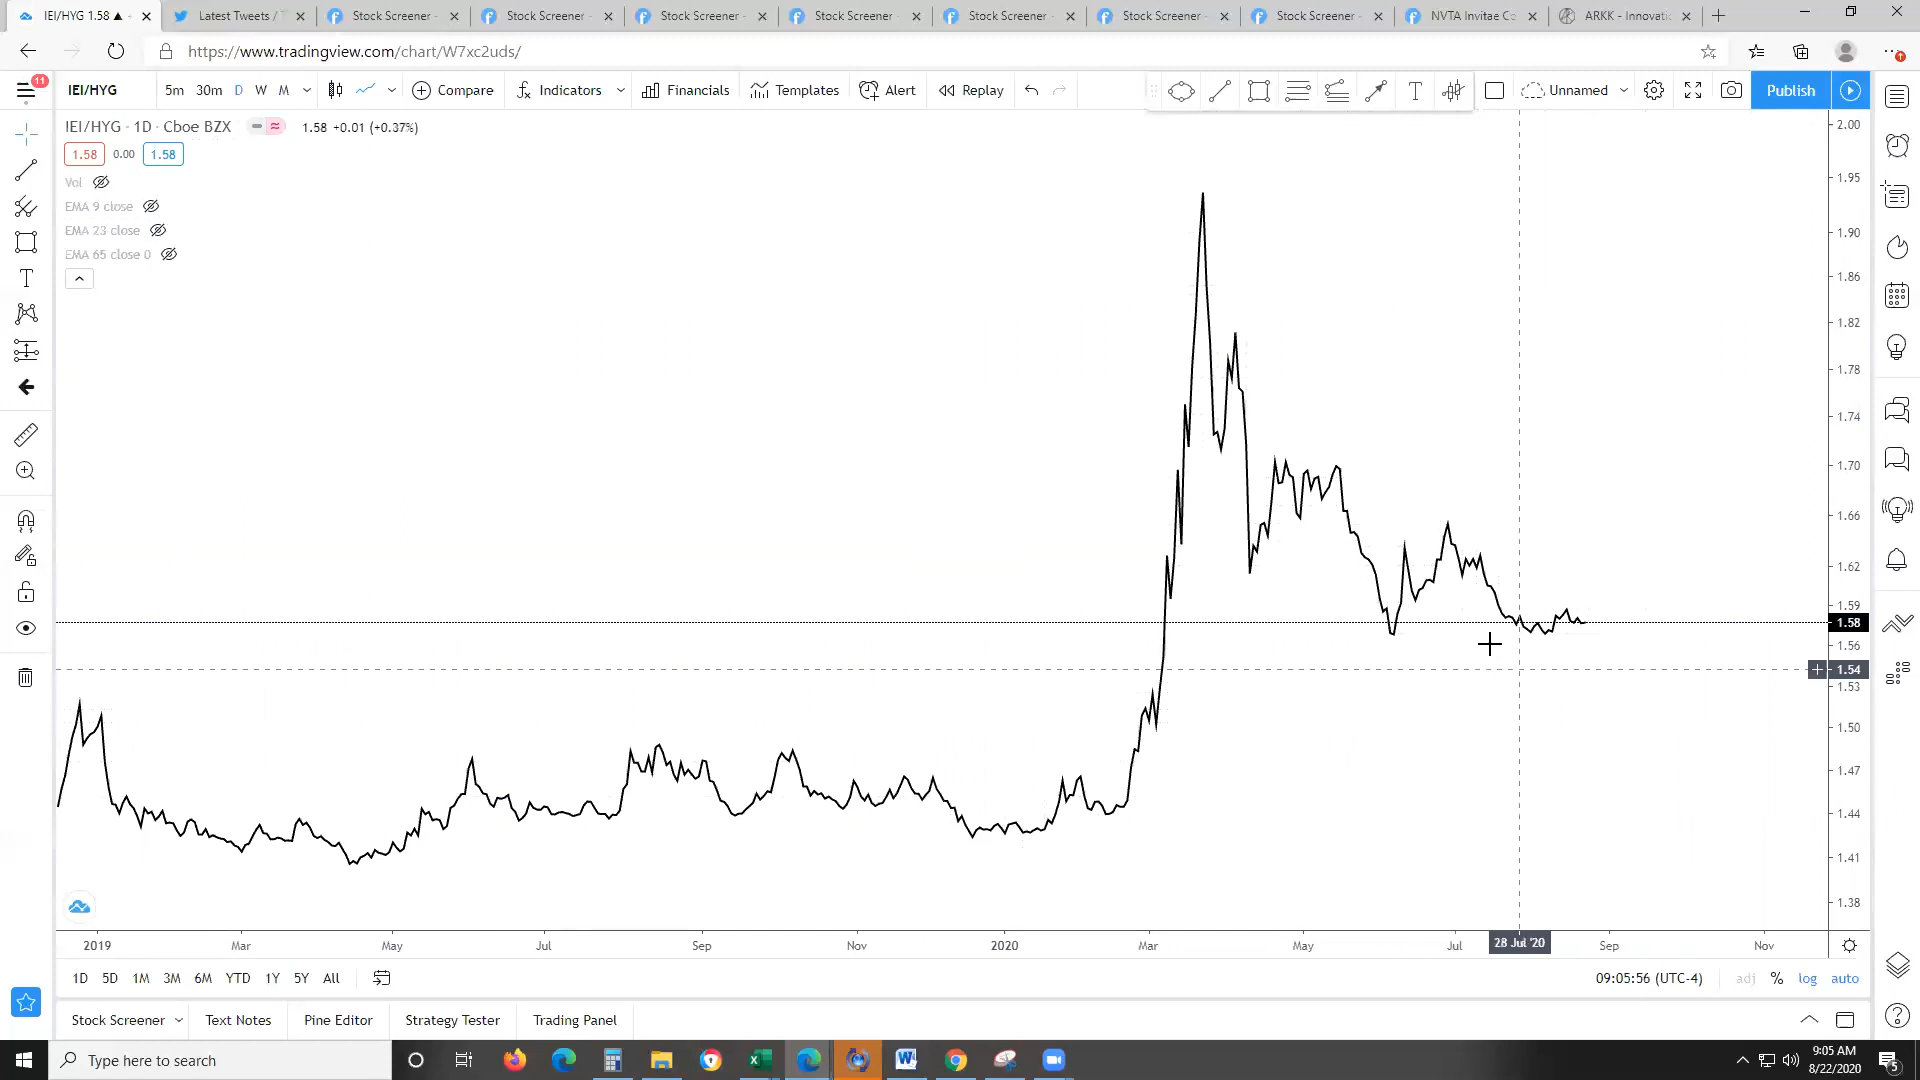 IEI/HYG 1.58 ▲
Latest Tweets / T
Stock Screener -
Stock Screener -
Stock Screener -
Stock Screener -
Stock Screener -
Stock Screener -
Stock Screener -
NVTA Invitae Co
ARKK - Innovati
https://www.tradingview.com/chart/W7xc2uds/
11
IEI/HYG
5m
30m
D
W
M
Compare
Indicators
Financials
Templates
Alert
Replay
Unnamed
Publish
IEI/HYG · 1D · Cboe BZX
1.58 +0.01 (+0.37%)
1.58
0.00
1.58
Vol
EMA 9 close
EMA 23 close
EMA 65 close 0
2.00
1.95
1.90
1.86
1.82
1.78
1.74
1.70
1.66
1.62
1.59
1.58
1.56
1.54
1.53
1.50
1.47
1.44
1.41
1.38
2019
Mar
May
Jul
Sep
Nov
2020
Mar
May
Jul
28 Jul '20
Sep
Nov
1D
5D
1M
3M
6M
YTD
1Y
5Y
All
09:05:56 (UTC-4)
adj
%
log
auto
Stock Screener
Text Notes
Pine Editor
Strategy Tester
Trading Panel
Type here to search
9:05 AM
8/22/2020
5